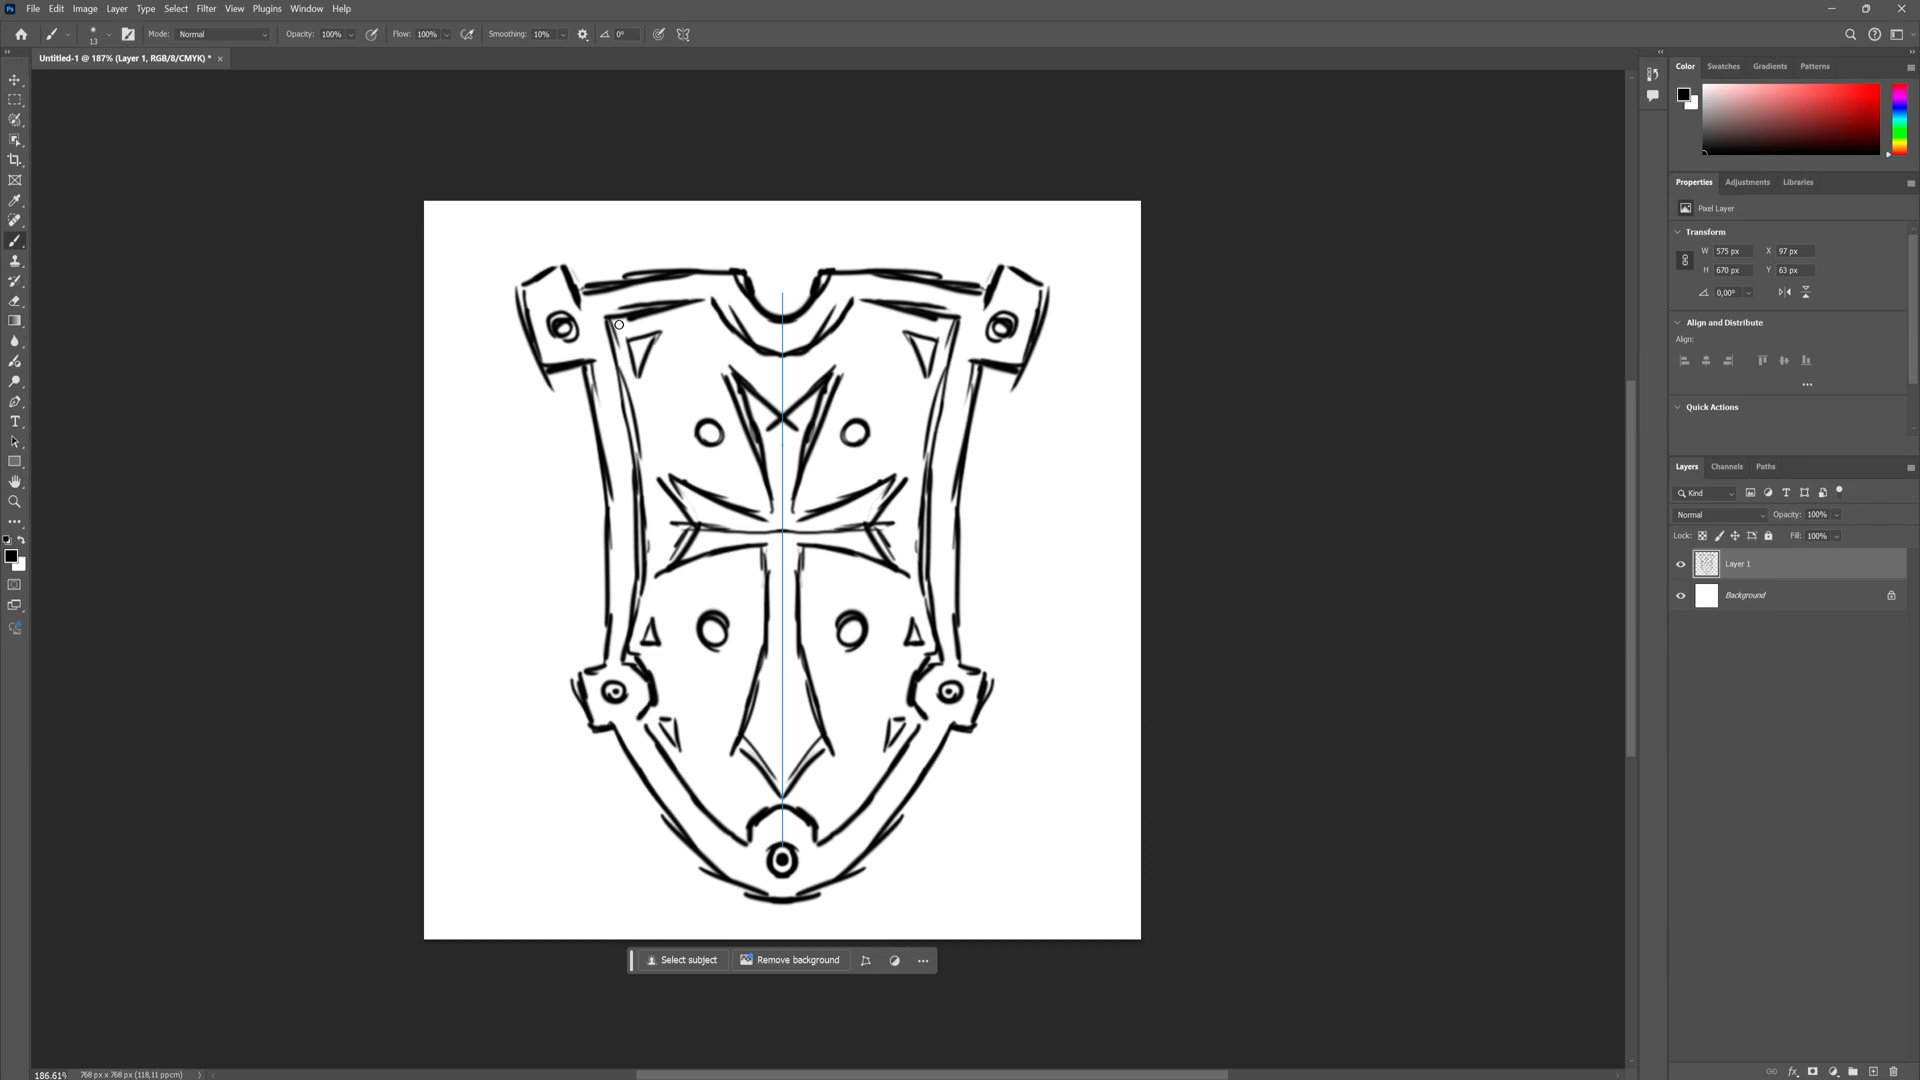 Ps File Edit Image Layer Type Select Filter View Plugins Window Help
13 Mode: Normal Opacity: 100% Flow: 100% Smoothing: 10% 0°
Untitled-1 @ 187% (Layer 1, RGB/8/CMYK) * ×
Color Swatches Gradients Patterns
Properties Adjustments Libraries
Pixel Layer
Transform
W 575 px X 97 px
H 670 px Y 63 px
0,00°
Align and Distribute
Align:
Quick Actions
Layers Channels Paths
Kind
Normal Opacity: 100%
Lock: Fill: 100%
Layer 1
Background
Select subject Remove background
186.61% 768 px x 768 px (118,11 ppcm)